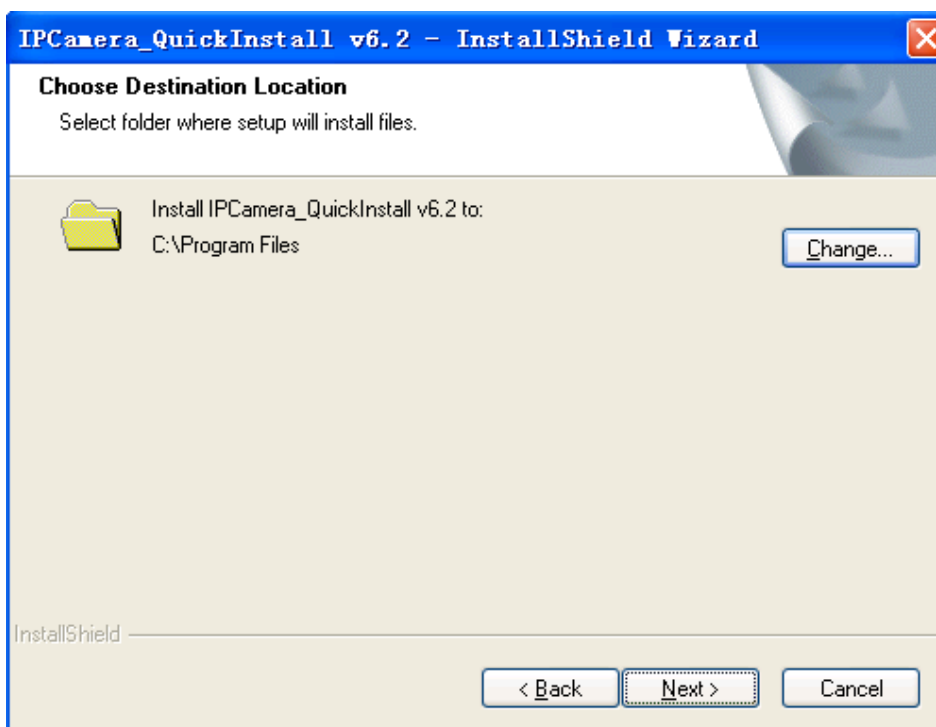 IPCamera_QuickInstall v6.2 - InstallShield Wizard
Choose Destination Location
Select folder where setup will install files.
Install IPCamera_QuickInstall v6.2 to:
C:\Program Files
Change...
InstallShield
< Back
Next >
Cancel